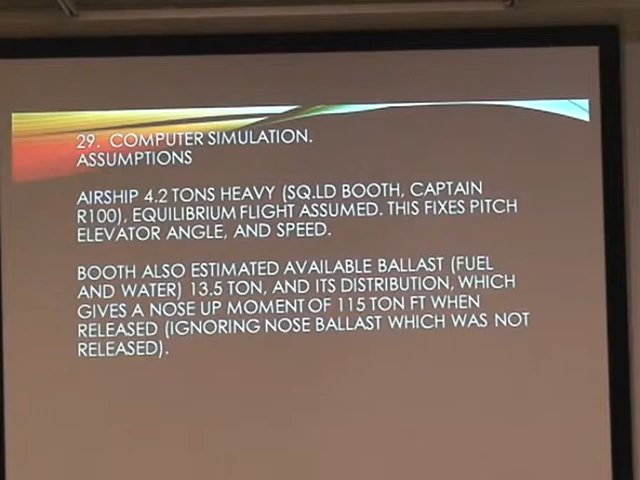 29. COMPUTER SIMULATION.
ASSUMPTIONS
AIRSHIP 4.2 TONS HEAVY (SQ.LD BOOTH, CAPTAIN
R100), EQUILIBRIUM FLIGHT ASSUMED. THIS FIXES PITCH
ELEVATOR ANGLE, AND SPEED.
BOOTH ALSO ESTIMATED AVAILABLE BALLAST (FUEL
AND WATER) 13.5 TON, AND ITS DISTRIBUTION, WHICH
GIVES A NOSE UP MOMENT OF 115 TON FT WHEN
RELEASED (IGNORING NOSE BALLAST WHICH WAS NOT
RELEASED).